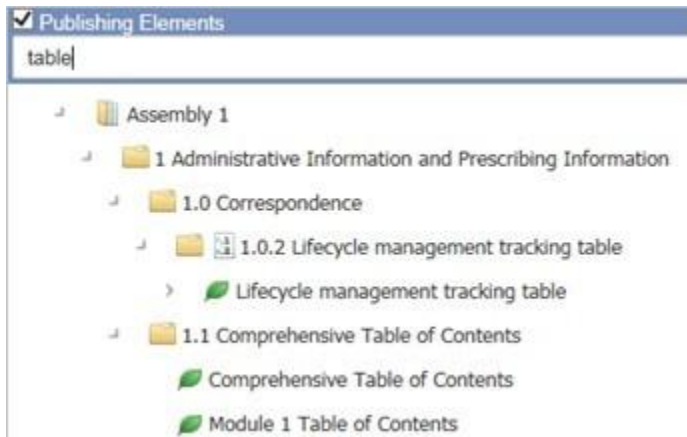 Publishing Elements
table
Assembly 1
1 Administrative Information and Prescribing Information
1.0 Correspondence
1.0.2 Lifecycle management tracking table
Lifecycle management tracking table
1.1 Comprehensive Table of Contents
Comprehensive Table of Contents
Module 1 Table of Contents